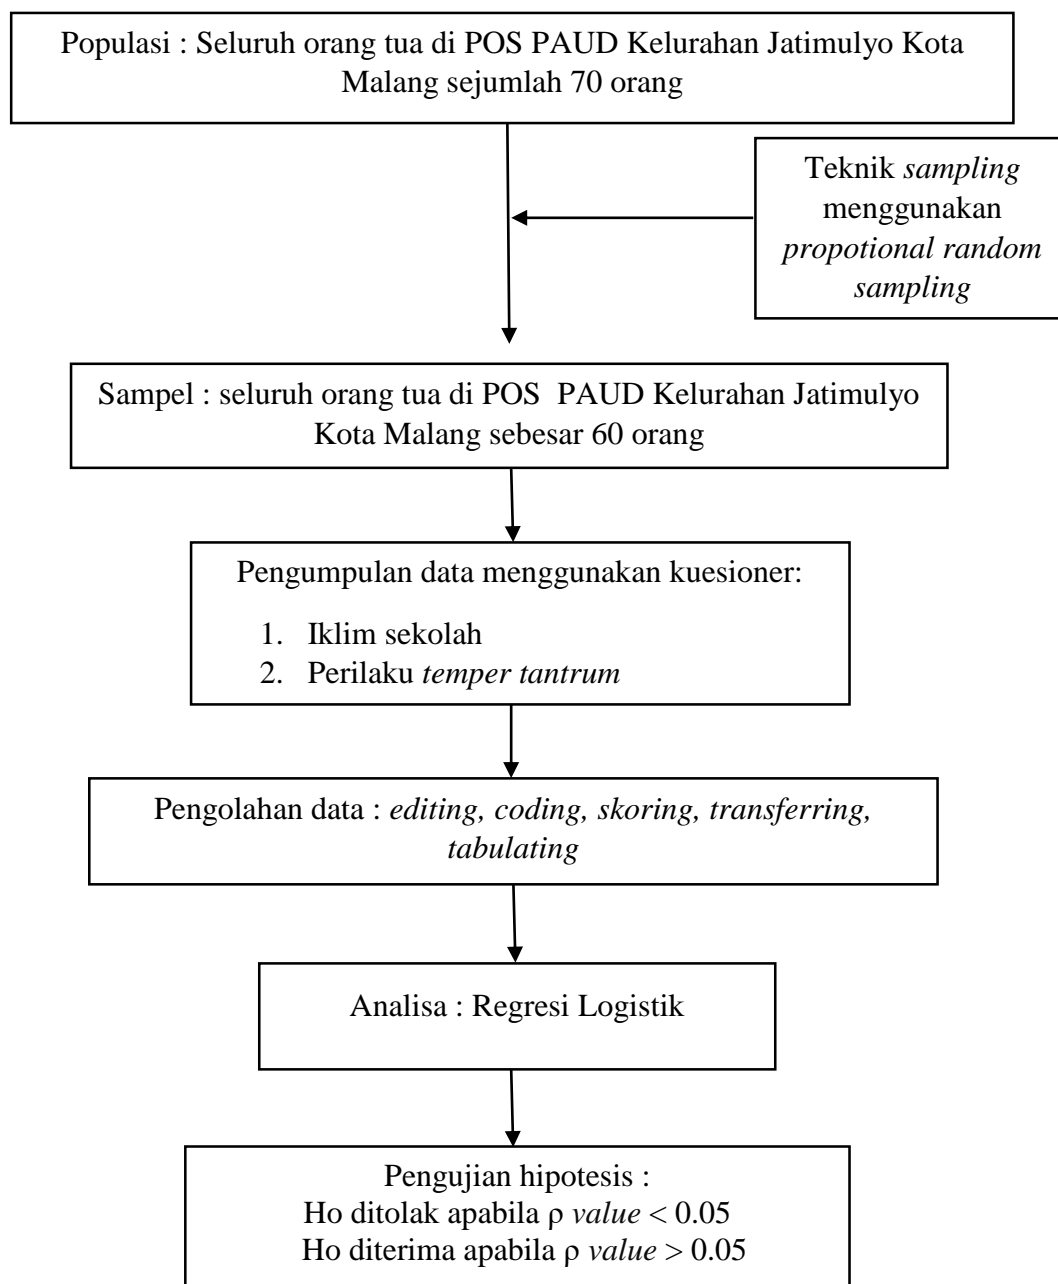 Populasi : Seluruh orang tua di POS PAUD Kelurahan Jatimulyo Kota
Malang sejumlah 70 orang
Teknik sampling
menggunakan
propotional random
sampling
Sampel : seluruh orang tua di POS  PAUD Kelurahan Jatimulyo
Kota Malang sebesar 60 orang
Pengumpulan data menggunakan kuesioner:
1. Iklim sekolah
2. Perilaku temper tantrum
Pengolahan data : editing, coding, skoring, transferring,
tabulating
Analisa : Regresi Logistik
Pengujian hipotesis :
Ho ditolak apabila ρ value < 0.05
Ho diterima apabila ρ value > 0.05